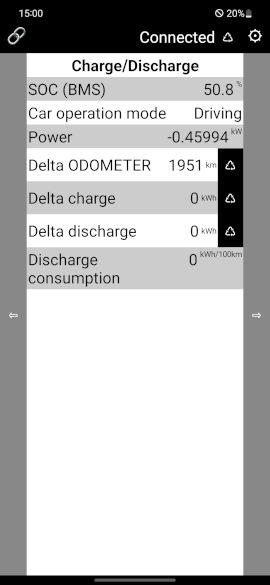 15:00 20%
Connected
Charge/Discharge
SOC (BMS) 50.8 %
Car operation mode Driving
Power -0.45994 kW
Delta ODOMETER 1951 km
Delta charge 0 kWh
Delta discharge 0 kWh
Discharge 0 kWh/100km
consumption